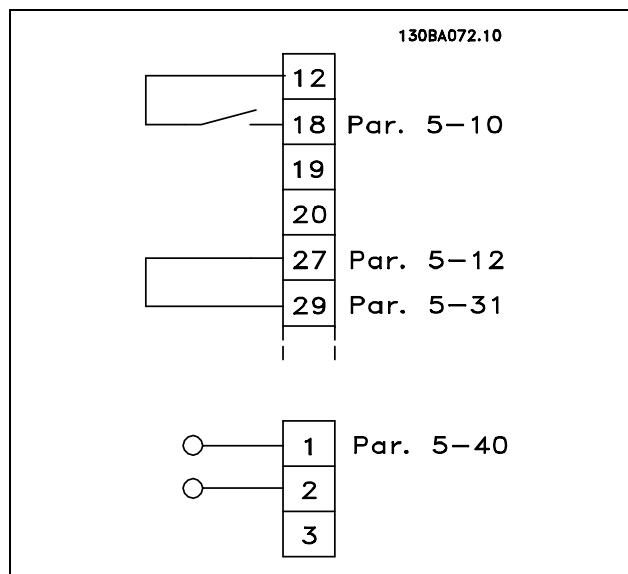 130BA072.10
12
18 Par. 5-10
19
20
27 Par. 5-12
29 Par. 5-31
1 Par. 5-40
2
3